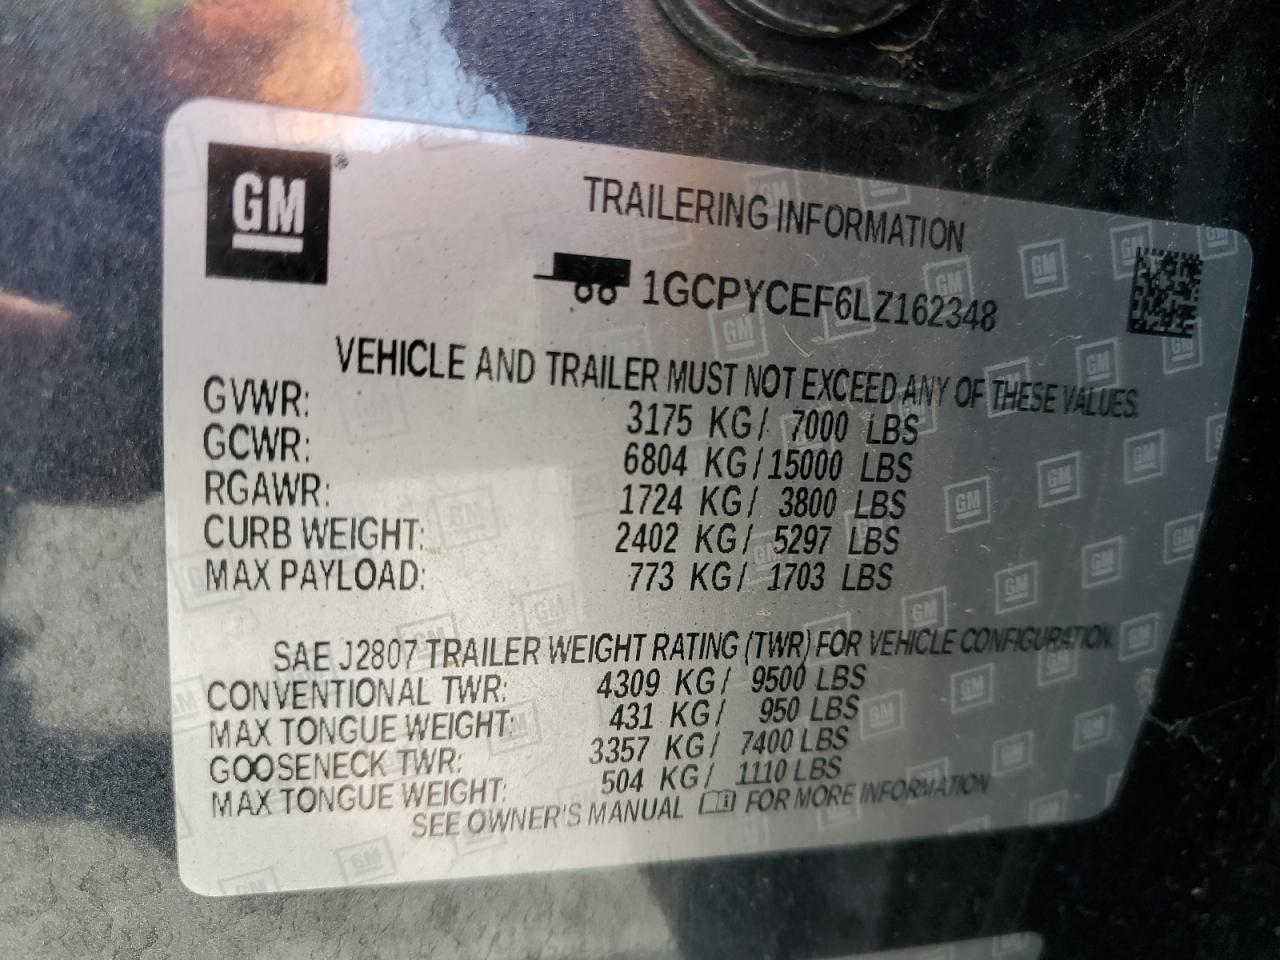 GM®
TRAILERING INFORMATION
1GCPYCEF6LZ162348
VEHICLE AND TRAILER MUST NOT EXCEED ANY OF THESE VALUES.
GVWR: 3175 KG/ 7000 LBS
GCWR: 6804 KG/15000 LBS
RGAWR: 1724 KG/ 3800 LBS
CURB WEIGHT: 2402 KG/ 5297 LBS
MAX PAYLOAD: 773 KG/ 1703 LBS
SAE J2807 TRAILER WEIGHT RATING (TWR) FOR VEHICLE CONFIGURATION.
CONVENTIONAL TWR: 4309 KG/ 9500 LBS
MAX TONGUE WEIGHT: 431 KG/ 950 LBS
GOOSENECK TWR: 3357 KG/ 7400 LBS
MAX TONGUE WEIGHT: 504 KG/ 1110 LBS
SEE OWNER'S MANUAL FOR MORE INFORMATION